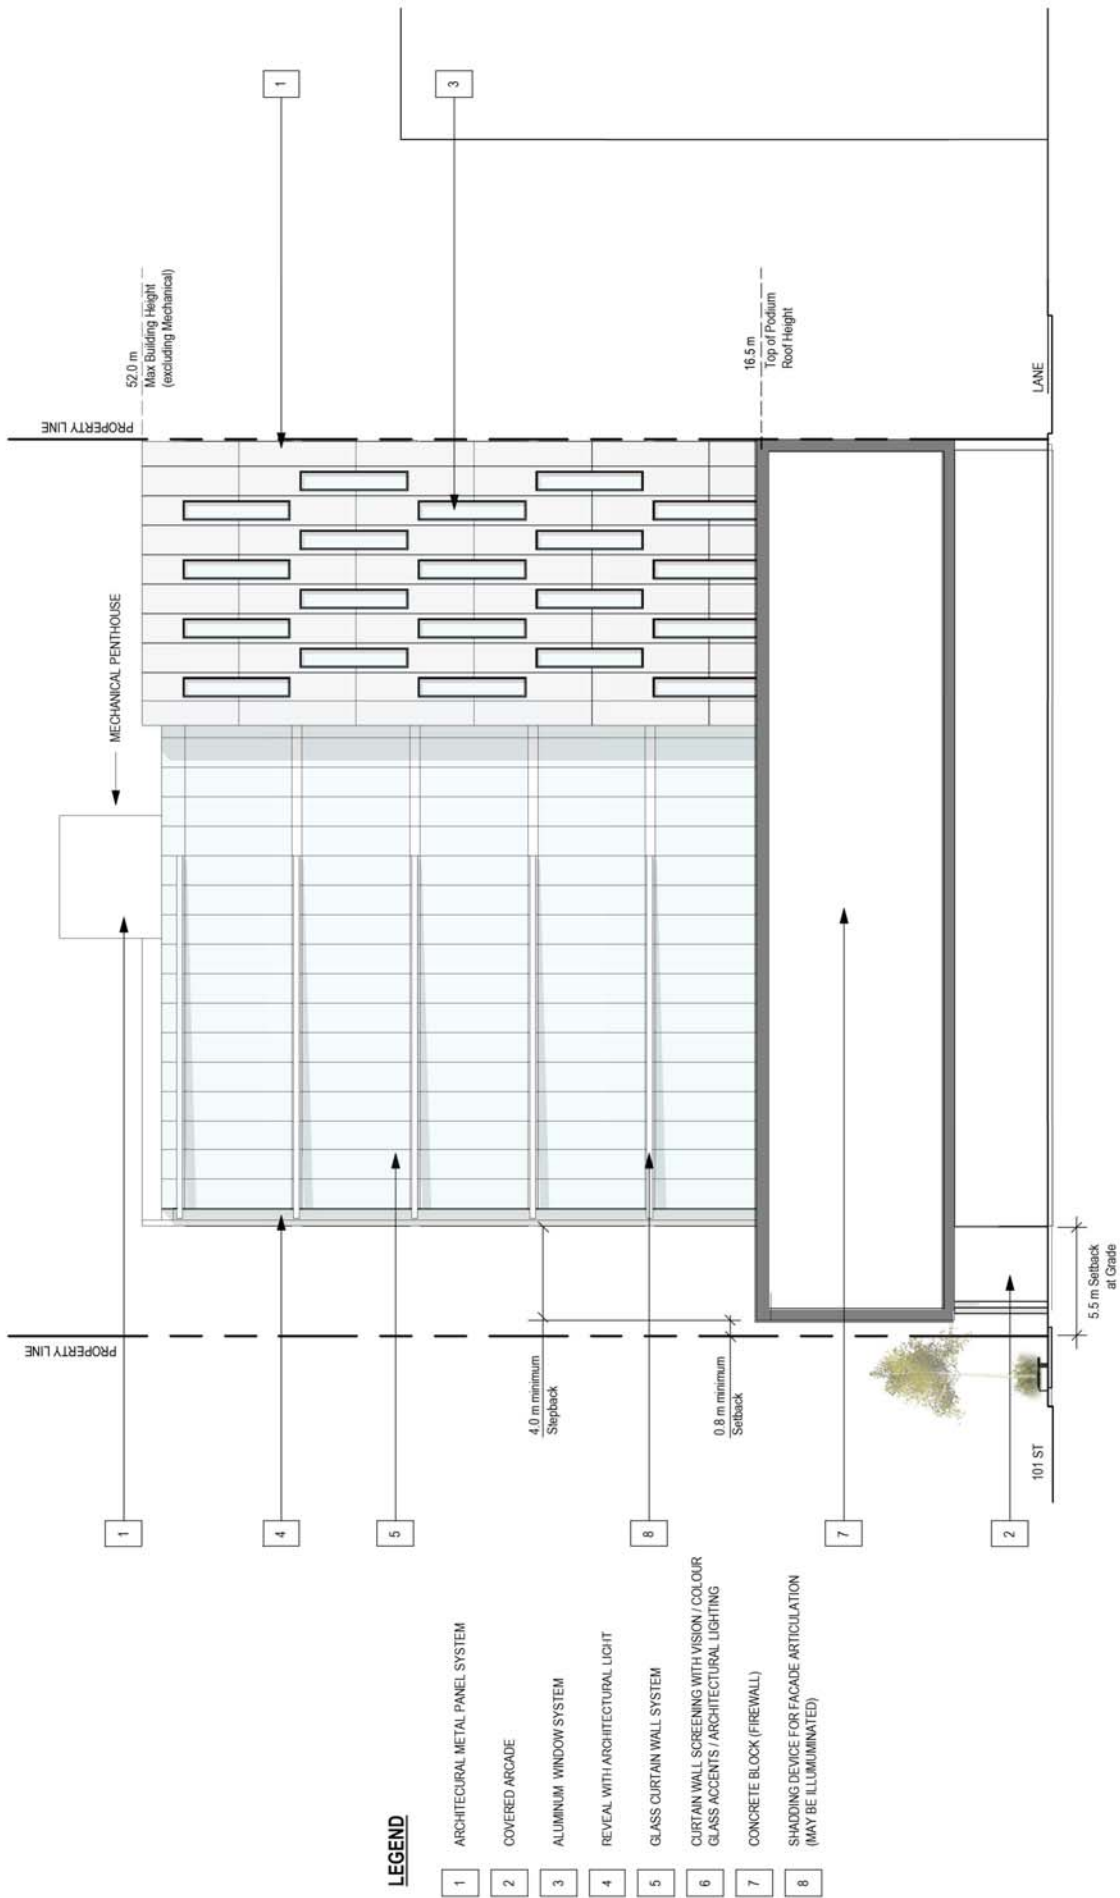 PROPERTY LINE
PROPERTY LINE
MECHANICAL PENTHOUSE
52.0 m
Max Building Height
(excluding Mechanical)
16.5 m
Top of Podium
Roof Height
4.0 m minimum
Stepback
0.8 m minimum
Setback
5.5 m Setback
at Grade
101 ST
LANE
1
4
5
8
7
2
1
3
LEGEND
1 ARCHITECURAL METAL PANEL SYSTEM
2 COVERED ARCADE
3 ALUMINUM WINDOW SYSTEM
4 REVEAL WITH ARCHITECTURAL LIGHT
5 GLASS CURTAIN WALL SYSTEM
6 CURTAIN WALL SCREENING WITH VISION / COLOUR
GLASS ACCENTS / ARCHITECTURAL LIGHTING
7 CONCRETE BLOCK (FIREWALL)
8 SHADDING DEVICE FOR FACADE ARTICULATION
(MAY BE ILLUMUMINATED)